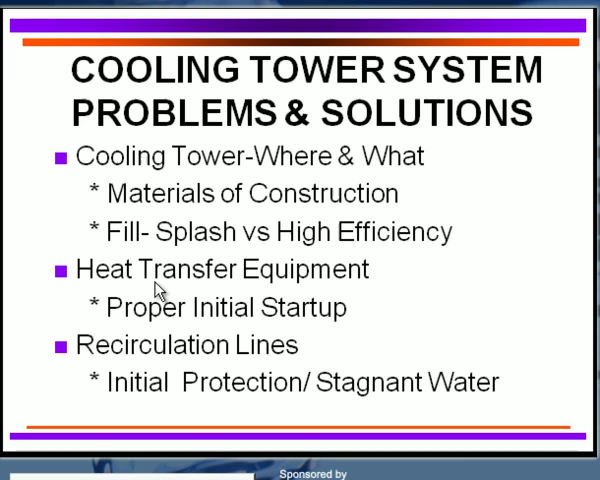 COOLING TOWER SYSTEM
PROBLEMS & SOLUTIONS
Cooling Tower-Where & What
* Materials of Construction
* Fill- Splash vs High Efficiency
Heat Transfer Equipment
* Proper Initial Startup
Recirculation Lines
* Initial Protection/ Stagnant Water
Sponsored by